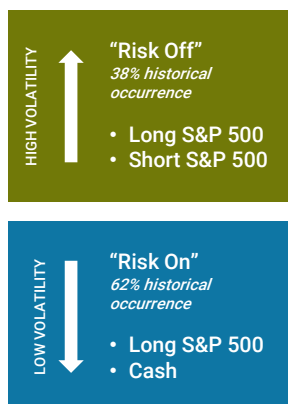 HIGH VOLATILITY
“Risk Off”
38% historical
occurrence
• Long S&P 500
• Short S&P 500
LOW VOLATILITY
“Risk On”
62% historical
occurrence
• Long S&P 500
• Cash